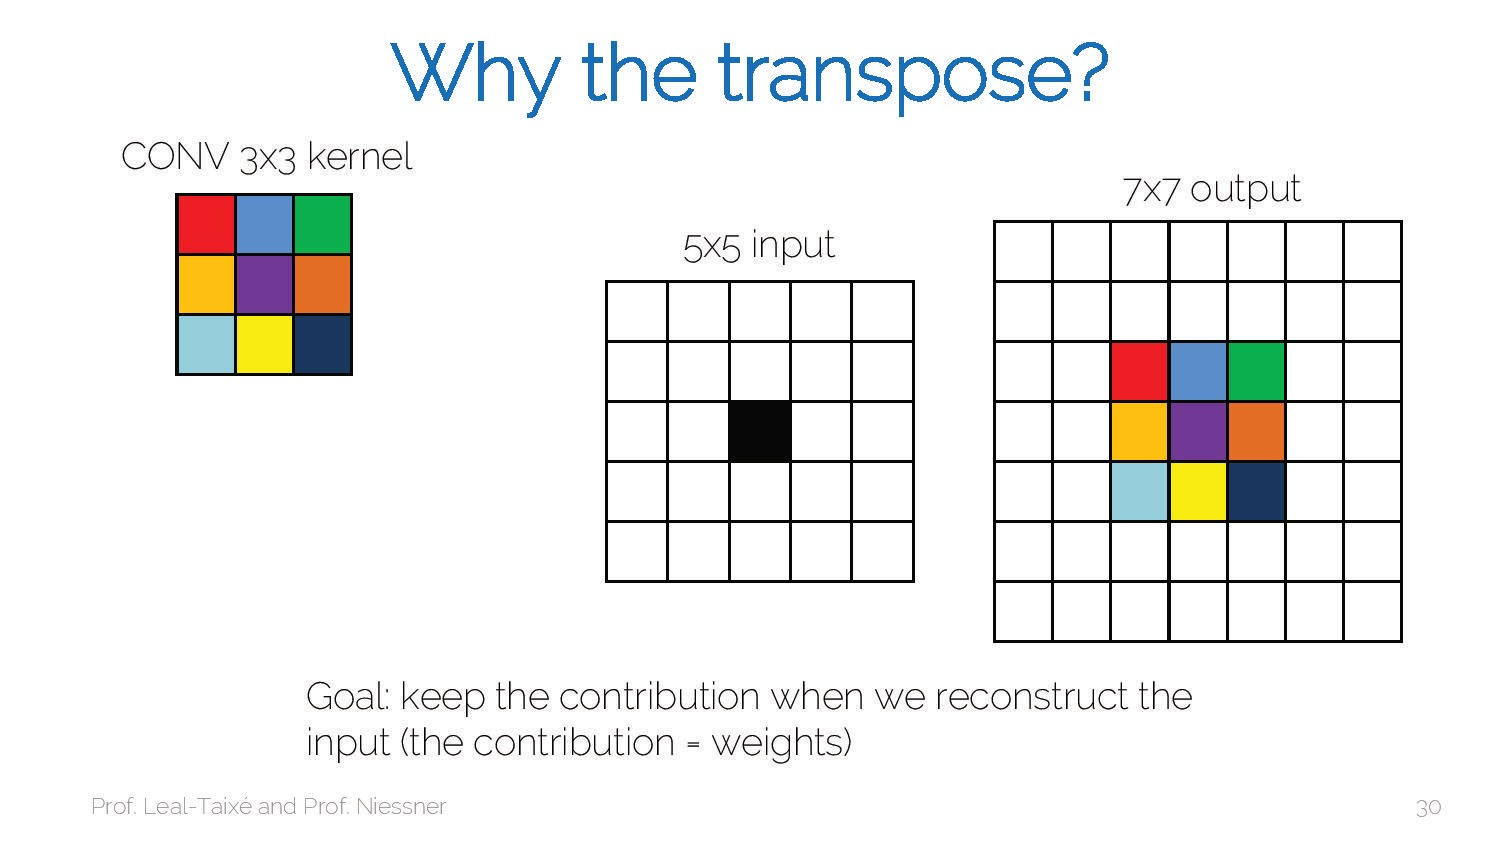 Why the transpose?
CONV 3x3 kernel
7x7 output
5x5 input
Goal: keep the contribution when we reconstruct the
input (the contribution = weights)
Prof. Leal-Taixé and Prof. Niessner
30